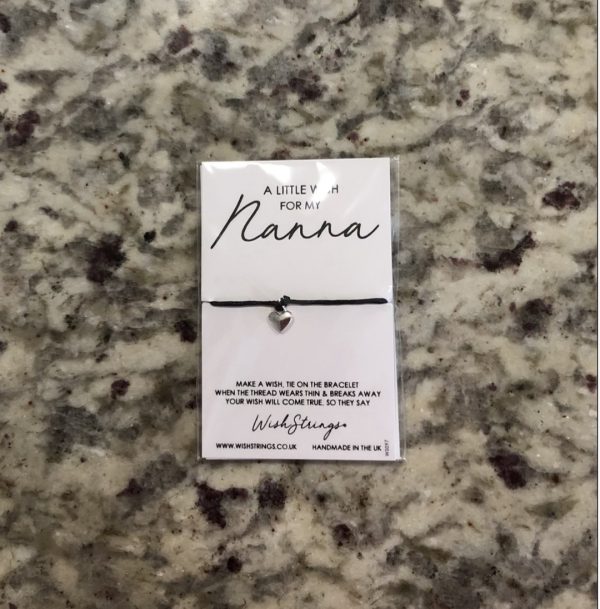 A LITTLE WISH
FOR MY
Nanna
MAKE A WISH, TIE ON THE BRACELET
WHEN THE THREAD WEARS THIN & BREAKS AWAY
YOUR WISH WILL COME TRUE, SO THEY SAY
WishStrings®
WWW.WISHSTRINGS.CO.UK HANDMADE IN THE UK